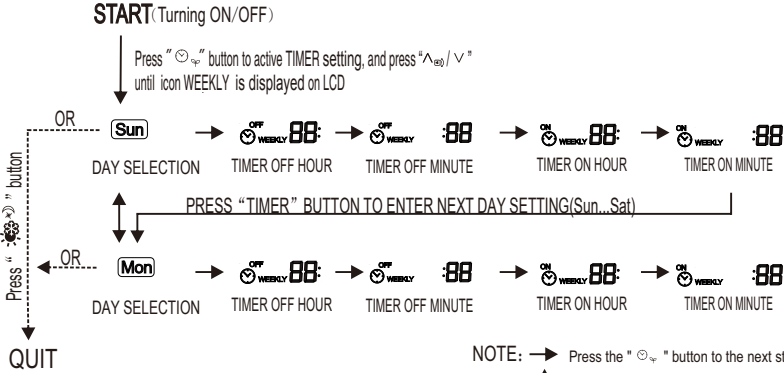 START(Turning ON/OFF)
Press " " button to active TIMER setting, and press "∧ / ∨"
until icon WEEKLY is displayed on LCD
OR
Sun
OFF WEEKLY 88:
OFF WEEKLY :88
ON WEEKLY 88:
ON WEEKLY :88
DAY SELECTION
TIMER OFF HOUR
TIMER OFF MINUTE
TIMER ON HOUR
TIMER ON MINUTE
PRESS "TIMER" BUTTON TO ENTER NEXT DAY SETTING(Sun...Sat)
Press " " button
OR
Mon
OFF WEEKLY 88:
OFF WEEKLY :88
ON WEEKLY 88:
ON WEEKLY :88
DAY SELECTION
TIMER OFF HOUR
TIMER OFF MINUTE
TIMER ON HOUR
TIMER ON MINUTE
QUIT
NOTE: Press the " " button to the next